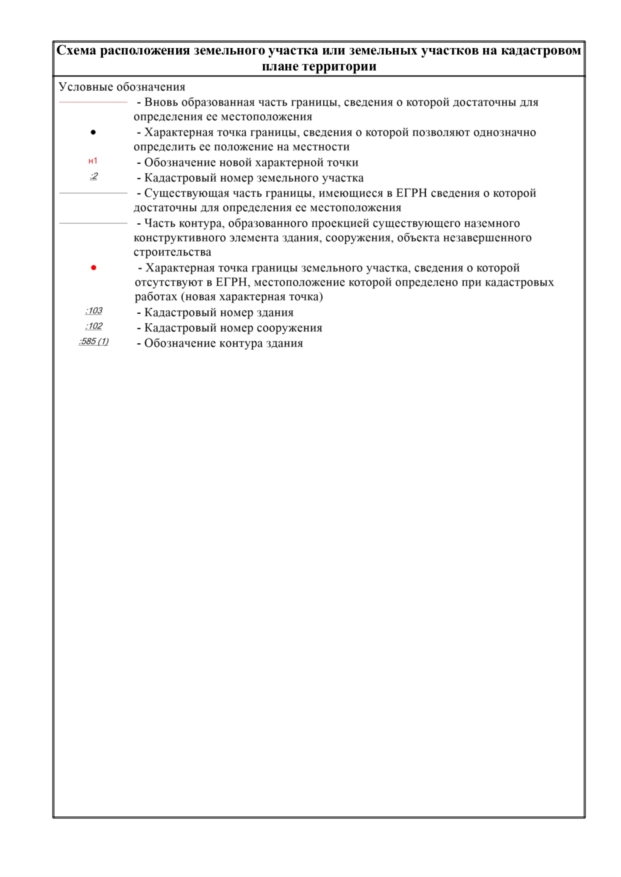 Схема расположения земельного участка или земельных участков на кадастровом
плане территории
Условные обозначения
- Вновь образованная часть границы, сведения о которой достаточны для
определения ее местоположения
- Характерная точка границы, сведения о которой позволяют однозначно
определить ее положение на местности
н1 - Обозначение новой характерной точки
:2 - Кадастровый номер земельного участка
- Существующая часть границы, имеющиеся в ЕГРН сведения о которой
достаточны для определения ее местоположения
- Часть контура, образованного проекцией существующего наземного
конструктивного элемента здания, сооружения, объекта незавершенного
строительства
- Характерная точка границы земельного участка, сведения о которой
отсутствуют в ЕГРН, местоположение которой определено при кадастровых
работах (новая характерная точка)
:103 - Кадастровый номер здания
:102 - Кадастровый номер сооружения
:585 (1) - Обозначение контура здания